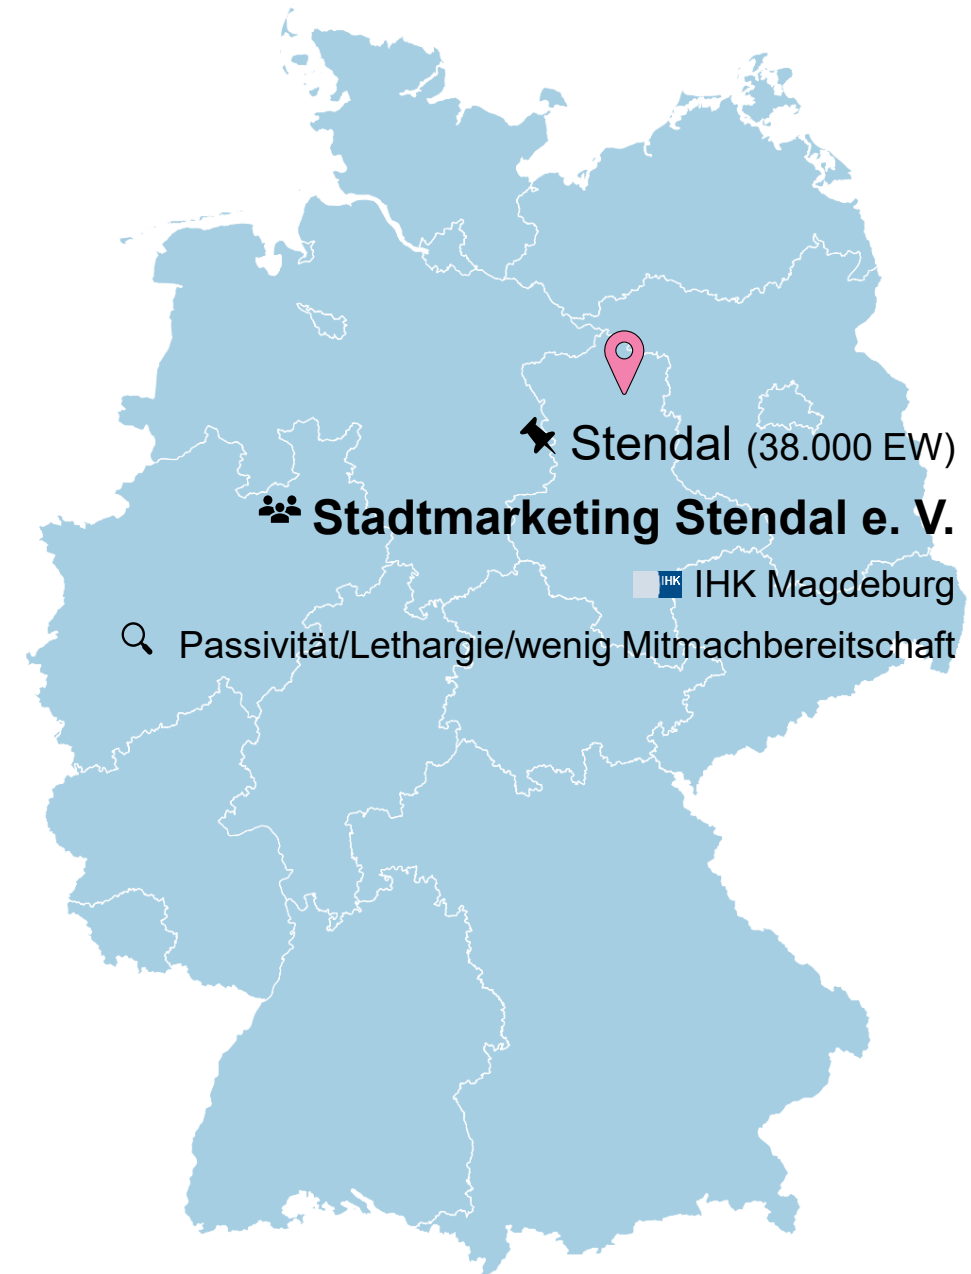 Stendal (38.000 EW)
Stadtmarketing Stendal e. V.
IHK IHK Magdeburg
Passivität/Lethargie/wenig Mitmachbereitschaft